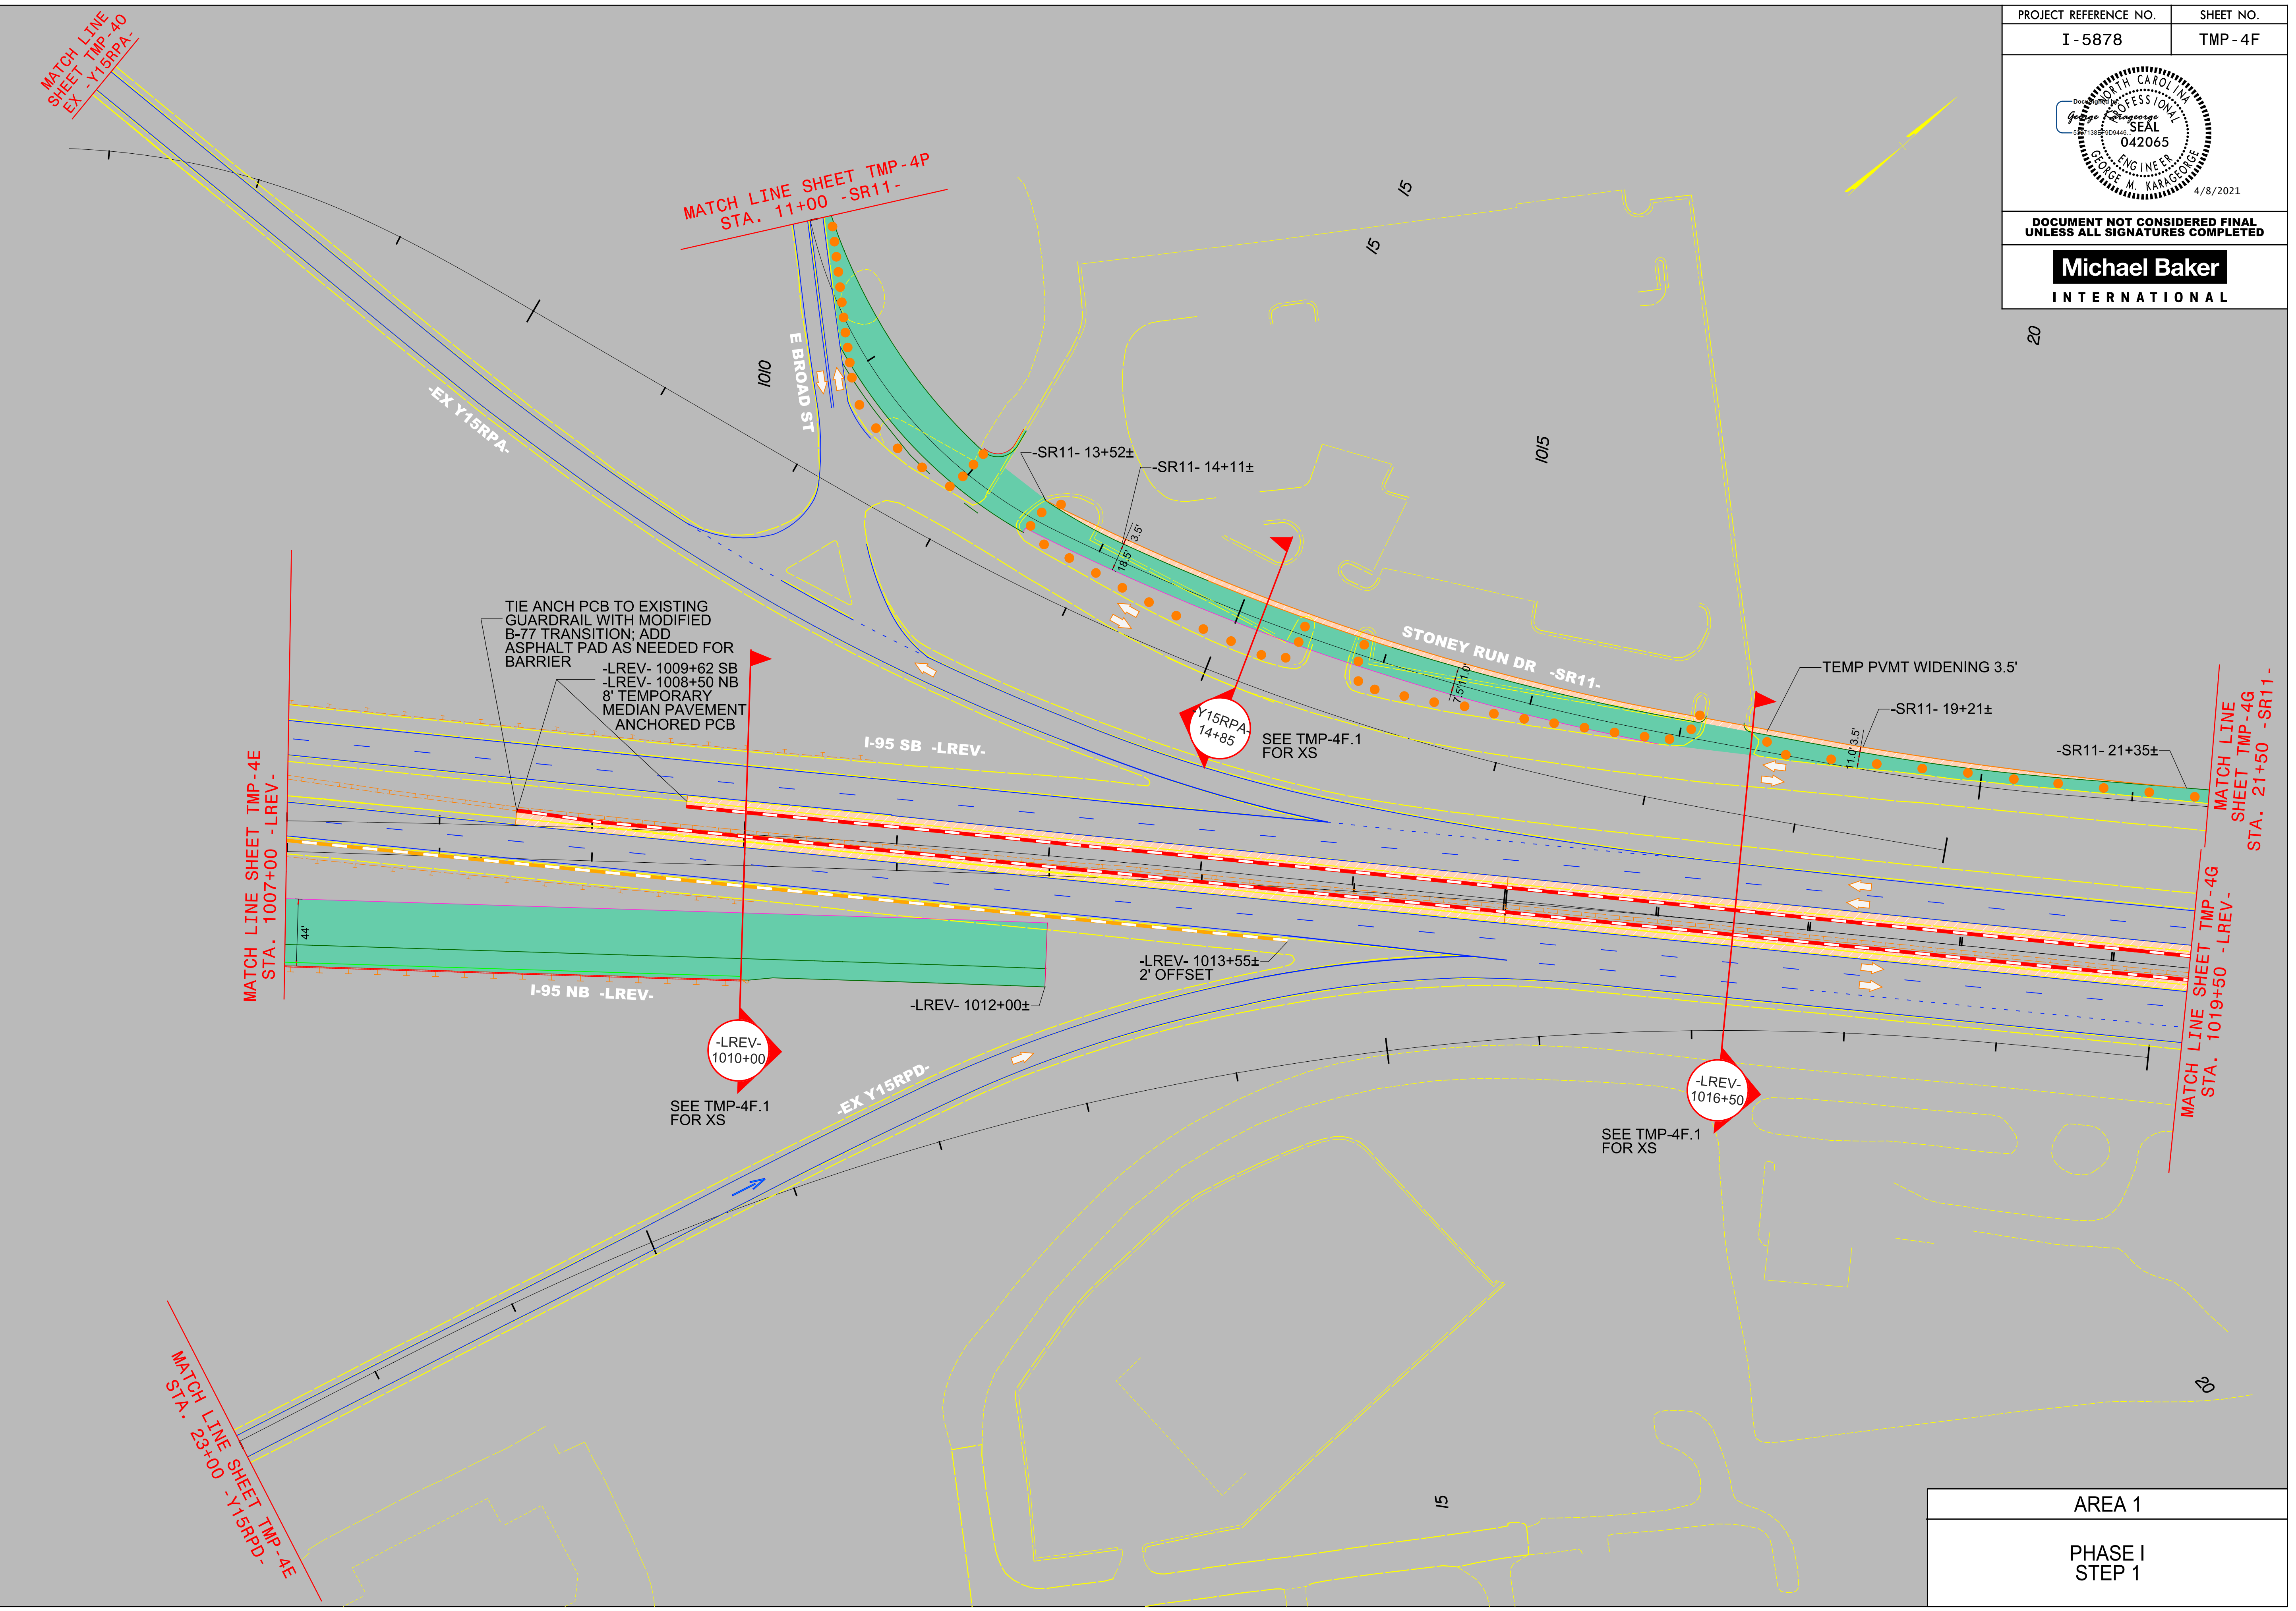 PROJECT REFERENCE NO.
SHEET NO.
I-5878
TMP-4F
NORTH CAROLINA
PROFESSIONAL
SEAL
042065
ENGINEER
GEORGE M. KARAGEORGE
4/8/2021
DOCUMENT NOT CONSIDERED FINAL
UNLESS ALL SIGNATURES COMPLETED
Michael Baker
INTERNATIONAL
MATCH LINE
SHEET TMP-4O
EX -Y15RPA-
MATCH LINE SHEET TMP-4P
STA. 11+00 -SR11-
15
15
20
1010
E BROAD ST
-EX Y15RPA-
1015
-SR11- 13+52±
-SR11- 14+11±
3.5'
18.5'
TIE ANCH PCB TO EXISTING
GUARDRAIL WITH MODIFIED
B-77 TRANSITION; ADD
ASPHALT PAD AS NEEDED FOR
BARRIER
-LREV- 1009+62 SB
-LREV- 1008+50 NB
8' TEMPORARY
MEDIAN PAVEMENT
ANCHORED PCB
STONEY RUN DR -SR11-
7.5'
11.0'
TEMP PVMT WIDENING 3.5'
-SR11- 19+21±
11.0'
3.5'
-SR11- 21+35±
-Y15RPA-
14+85
SEE TMP-4F.1
FOR XS
I-95 SB -LREV-
MATCH LINE
SHEET TMP-4G
STA. 21+50 -SR11-
MATCH LINE SHEET TMP-4E
STA. 1007+00 -LREV-
44'
I-95 NB -LREV-
-LREV- 1013+55±
2' OFFSET
-LREV- 1012+00±
MATCH LINE SHEET TMP-4G
STA. 1019+50 -LREV-
-LREV-
1010+00
SEE TMP-4F.1
FOR XS
-EX Y15RPD-
-LREV-
1016+50
SEE TMP-4F.1
FOR XS
MATCH LINE SHEET TMP-4E
STA. 23+00 -Y15RPD-
20
15
AREA 1
PHASE I
STEP 1